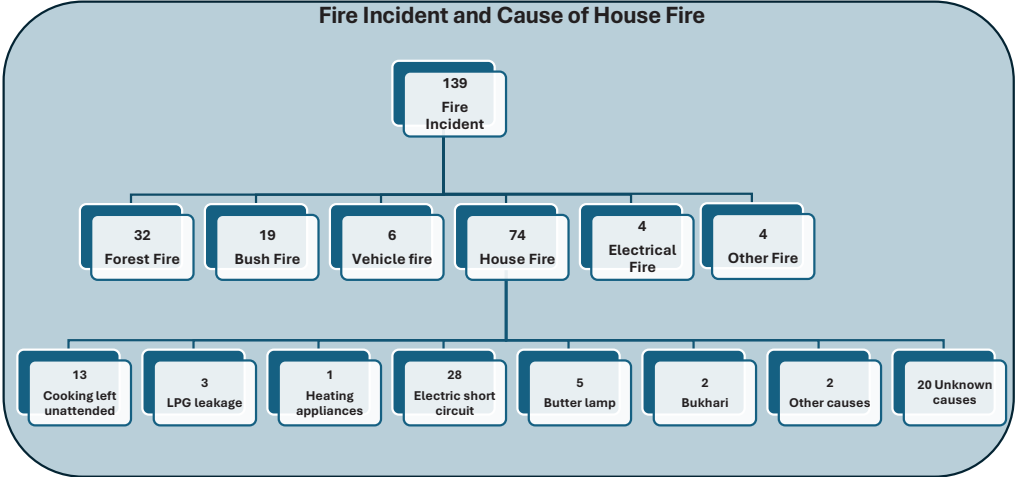 Fire Incident and Cause of House Fire
139
Fire
Incident
32
Forest Fire
19
Bush Fire
6
Vehicle fire
74
House Fire
4
Electrical
Fire
4
Other Fire
13
Cooking left
unattended
3
LPG leakage
1
Heating
appliances
28
Electric short
circuit
5
Butter lamp
2
Bukhari
2
Other causes
20 Unknown
causes